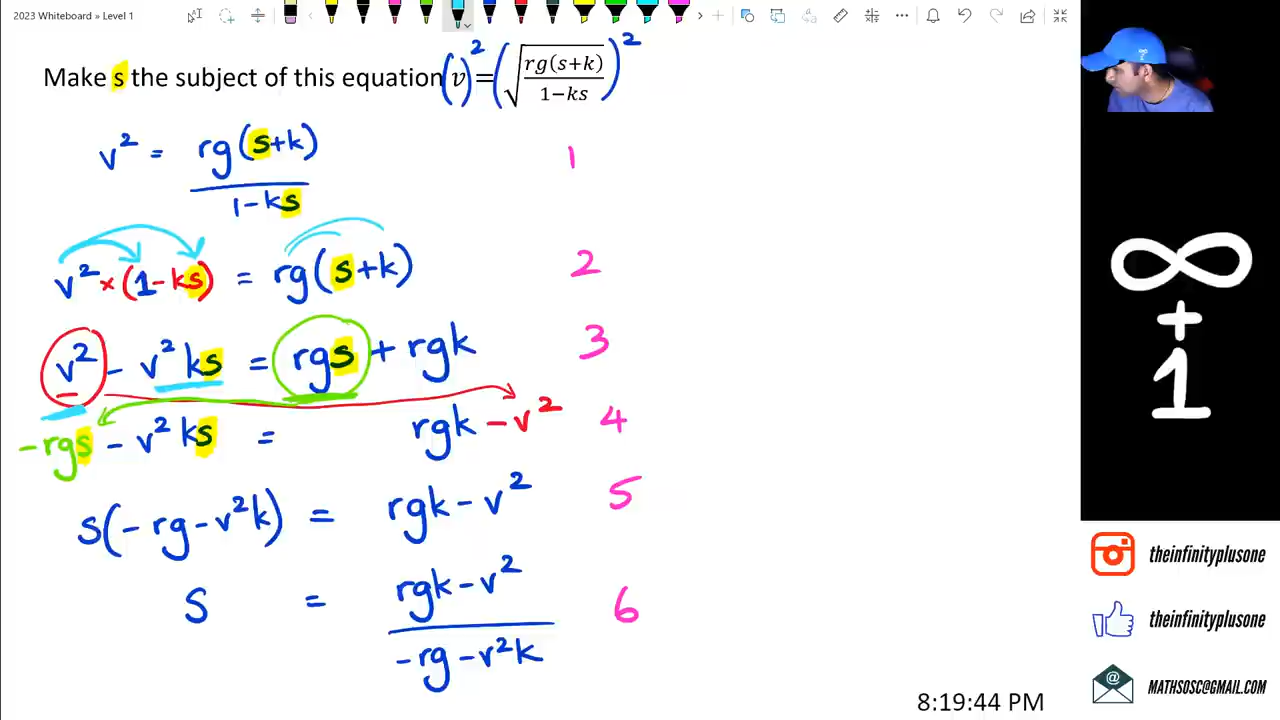 2023 Whiteboard » Level 1
Make s the subject of this equation (v)² = (√(rg(s+k)/(1−ks)))²
v² = rg(s+k)/(1−ks) 1
v² × (1−ks) = rg(s+k) 2
v² − v²ks = rgs + rgk 3
−rgs − v²ks = rgk − v² 4
s(−rg − v²k) = rgk − v² 5
s = (rgk − v²)/(−rg − v²k) 6
∞
+
1
theinfinityplusone
theinfinityplusone
MATHSOSC@GMAIL.COM
8:19:44 PM